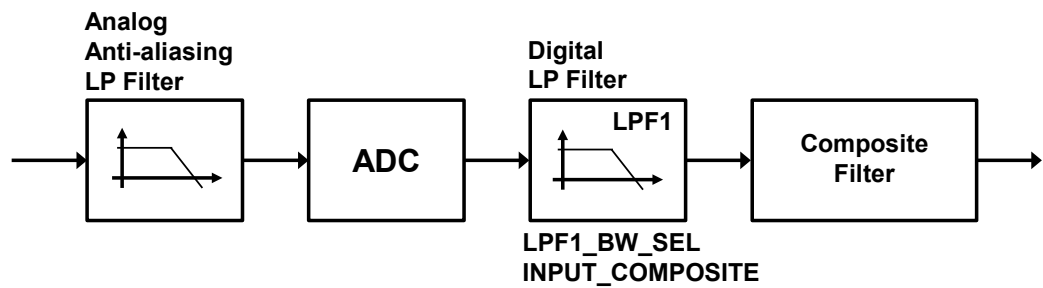 Analog
Anti-aliasing
LP Filter
ADC
Digital
LP Filter
LPF1
LPF1_BW_SEL
INPUT_COMPOSITE
Composite
Filter